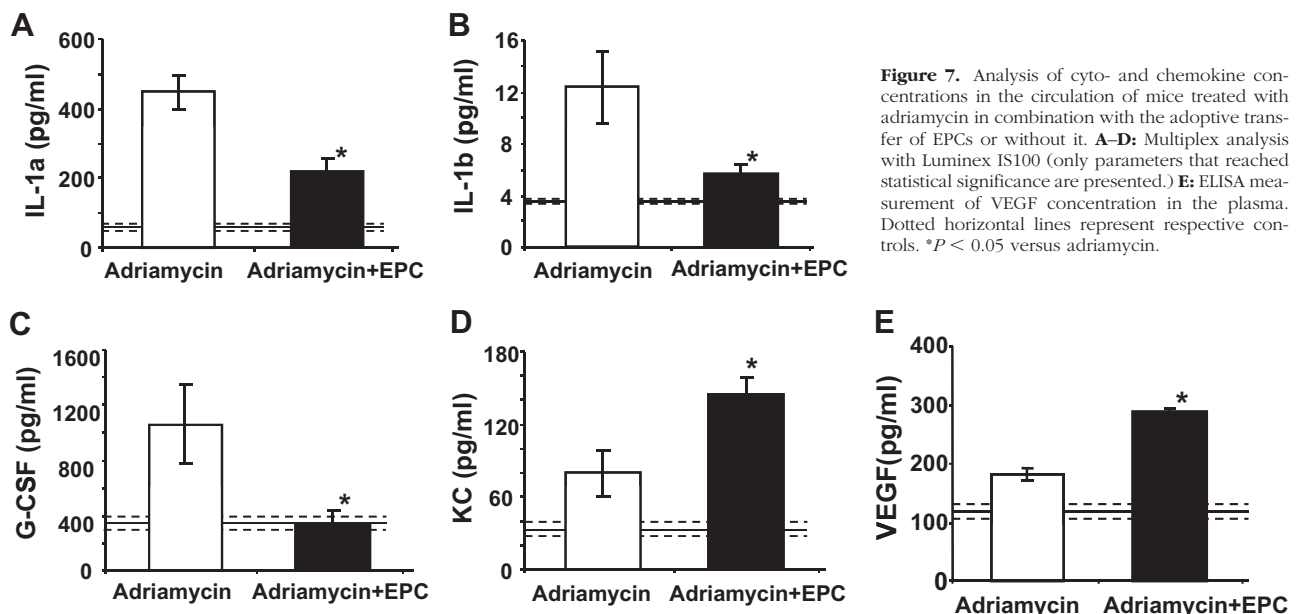 A
600
400
200
0
IL-1a (pg/ml)
*
Adriamycin Adriamycin+EPC
B
16
12
8
4
0
IL-1b (pg/ml)
*
Adriamycin Adriamycin+EPC
Figure 7. Analysis of cyto- and chemokine con-
centrations in the circulation of mice treated with
adriamycin in combination with the adoptive trans-
fer of EPCs or without it. A–D: Multiplex analysis
with Luminex IS100 (only parameters that reached
statistical significance are presented.) E: ELISA mea-
surement of VEGF concentration in the plasma.
Dotted horizontal lines represent respective con-
trols. *P < 0.05 versus adriamycin.
C
1600
1200
800
400
0
G-CSF (pg/ml)
*
Adriamycin Adriamycin+EPC
D
180
120
60
0
KC (pg/ml)
*
Adriamycin Adriamycin+EPC
E
400
300
200
100
0
VEGF(pg/ml)
*
Adriamycin Adriamycin+EPC